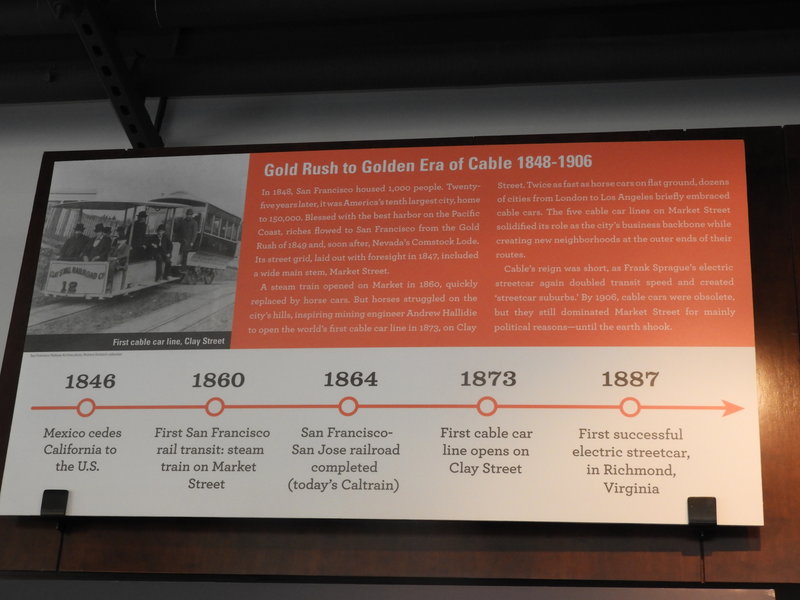 Gold Rush to Golden Era of Cable 1848-1906
In 1848, San Francisco housed 1,000 people. Twenty-
five years later, it was America's tenth largest city, home
to 150,000. Blessed with the best harbor on the Pacific
Coast, riches flowed to San Francisco from the Gold
Rush of 1849 and, soon after, Nevada's Comstock Lode.
Its street grid, laid out with foresight in 1847, included
a wide main stem, Market Street.
A steam train opened on Market in 1860, quickly
replaced by horse cars. But horses struggled on the
city's hills, inspiring mining engineer Andrew Hallidie
to open the world's first cable car line in 1873, on Clay
Street. Twice as fast as horse cars on flat ground, dozens
of cities from London to Los Angeles briefly embraced
cable cars. The five cable car lines on Market Street
solidified its role as the city's business backbone while
creating new neighborhoods at the outer ends of their
routes.
Cable's reign was short, as Frank Sprague's electric
streetcar again doubled transit speed and created
'streetcar suburbs.' By 1906, cable cars were obsolete,
but they still dominated Market Street for mainly
political reasons—until the earth shook.
HILL RAILROAD CO
12
First cable car line, Clay Street
1846
Mexico cedes
California to
the U.S.
1860
First San Francisco
rail transit: steam
train on Market
Street
1864
San Francisco-
San Jose railroad
completed
(today's Caltrain)
1873
First cable car
line opens on
Clay Street
1887
First successful
electric streetcar,
in Richmond,
Virginia